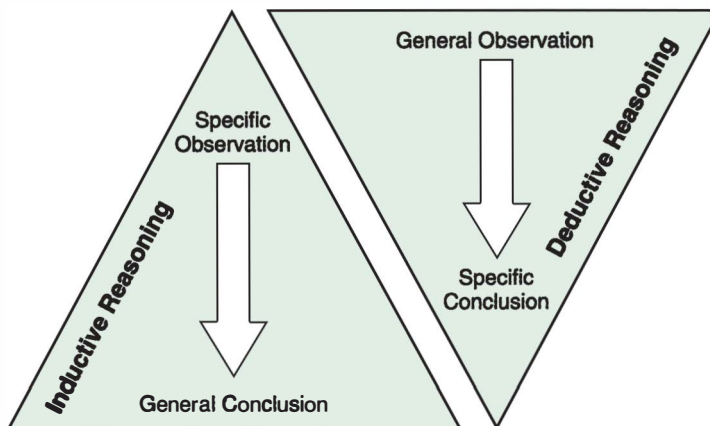 Inductive Reasoning
Specific
Observation
General Conclusion
General Observation
Specific
Conclusion
Deductive Reasoning